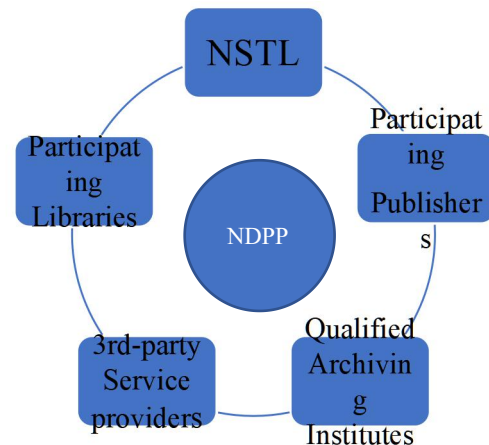 NSTL
Participat
ing
Publisher
s
Participat
ing
Libraries
NDPP
3rd-party
Service
providers
Qualified
Archivin
g
Institutes